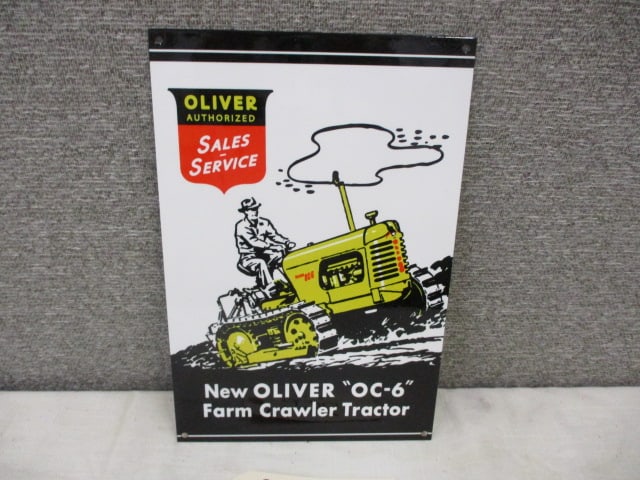 OLIVER
AUTHORIZED
SALES
SERVICE
New OLIVER "OC-6"
Farm Crawler Tractor